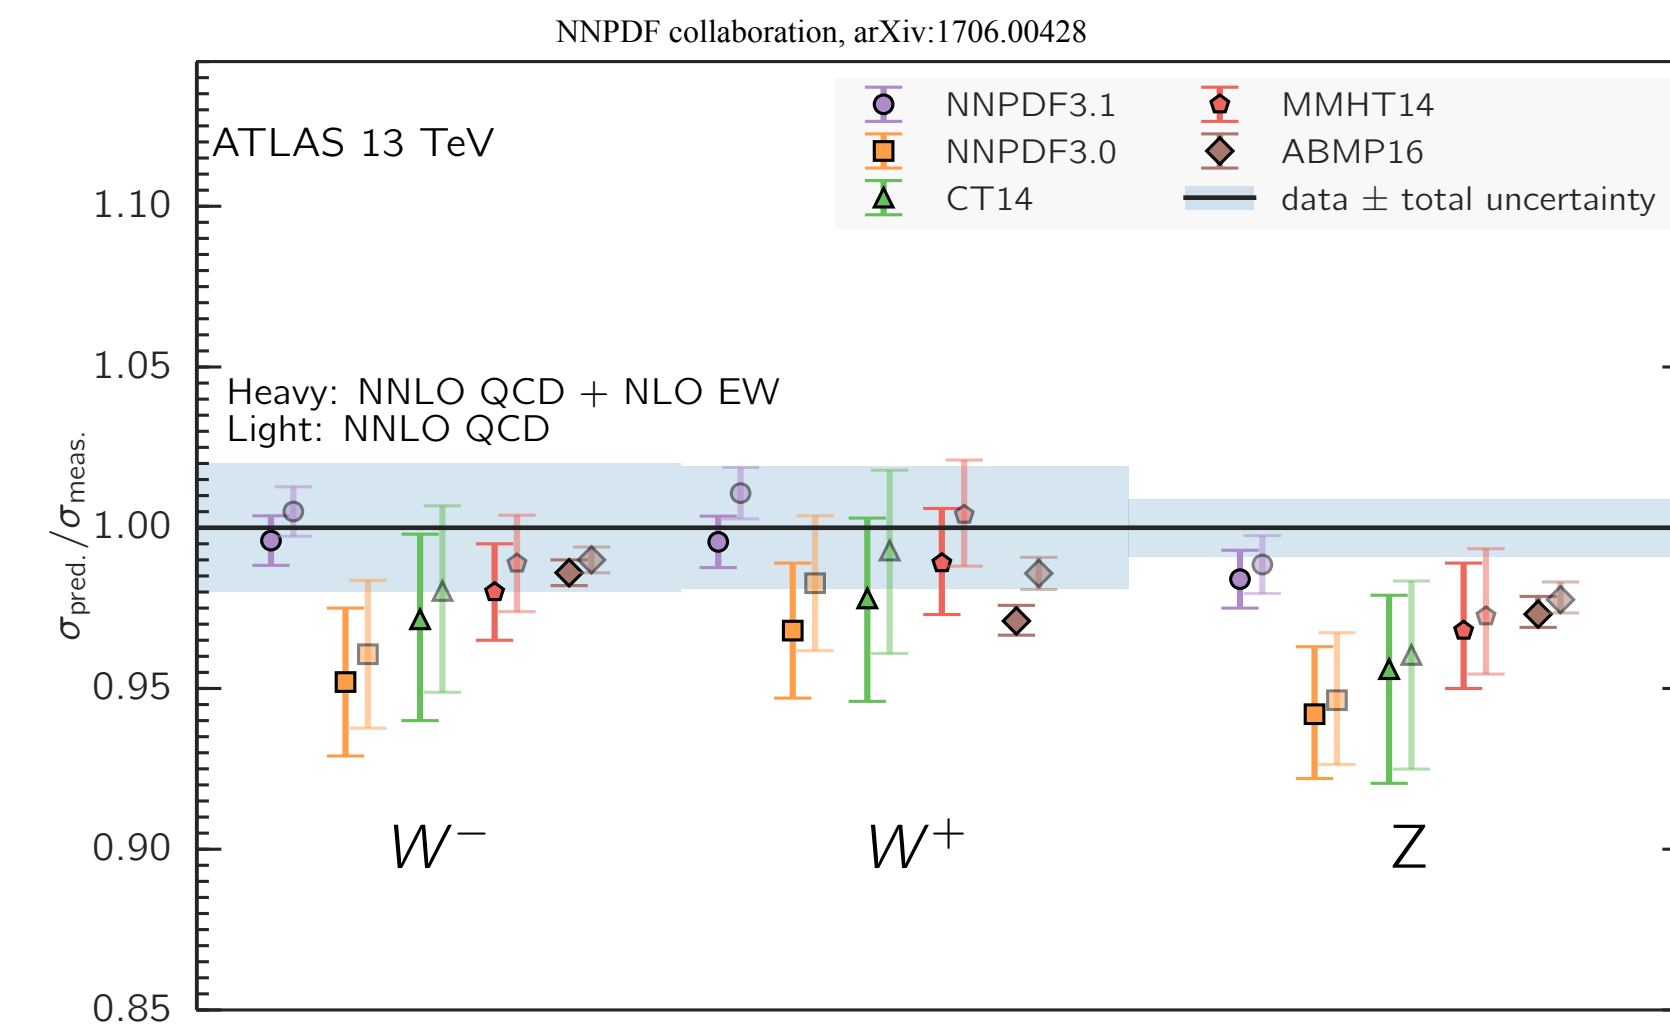 NNPDF collaboration, arXiv:1706.00428
NNPDF3.1
MMHT14
ATLAS 13 TeV
NNPDF3.0
ABMP16
CT14
data ± total uncertainty
1.10
1.05
Heavy: NNLO QCD + NLO EW
Light: NNLO QCD
1.00
σpred./σmeas.
0.95
0.90
W⁻
W⁺
Z
0.85